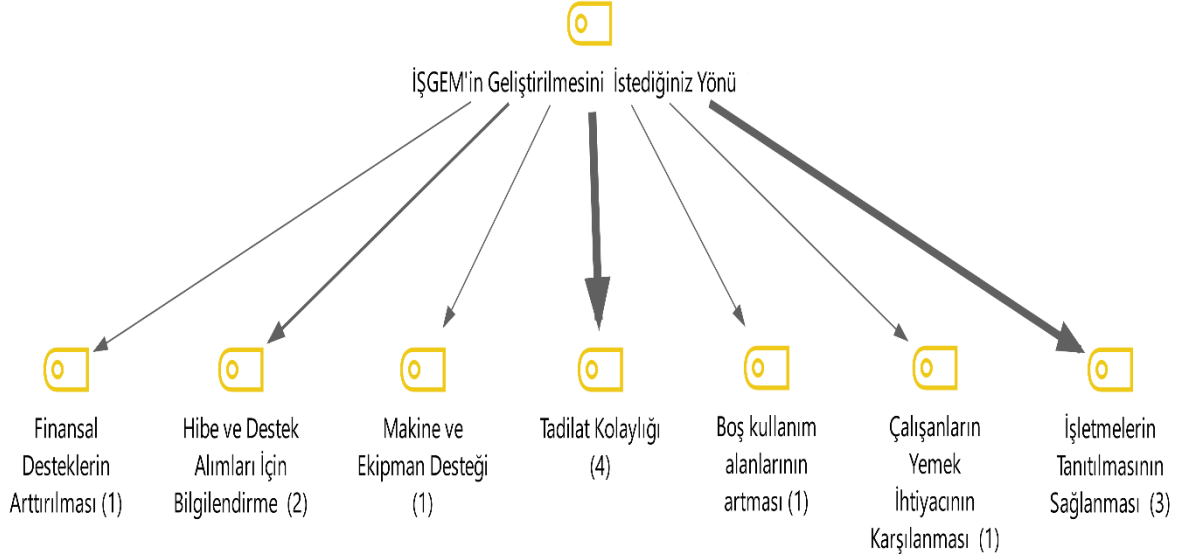 İŞGEM'in Geliştirilmesini İstediğiniz Yönü
Finansal
Desteklerin
Arttırılması (1)
Hibe ve Destek
Alımları İçin
Bilgilendirme (2)
Makine ve
Ekipman Desteği
(1)
Tadilat Kolaylığı
(4)
Boş kullanım
alanlarının
artması (1)
Çalışanların
Yemek
İhtiyacının
Karşılanması (1)
İşletmelerin
Tanıtılmasının
Sağlanması (3)